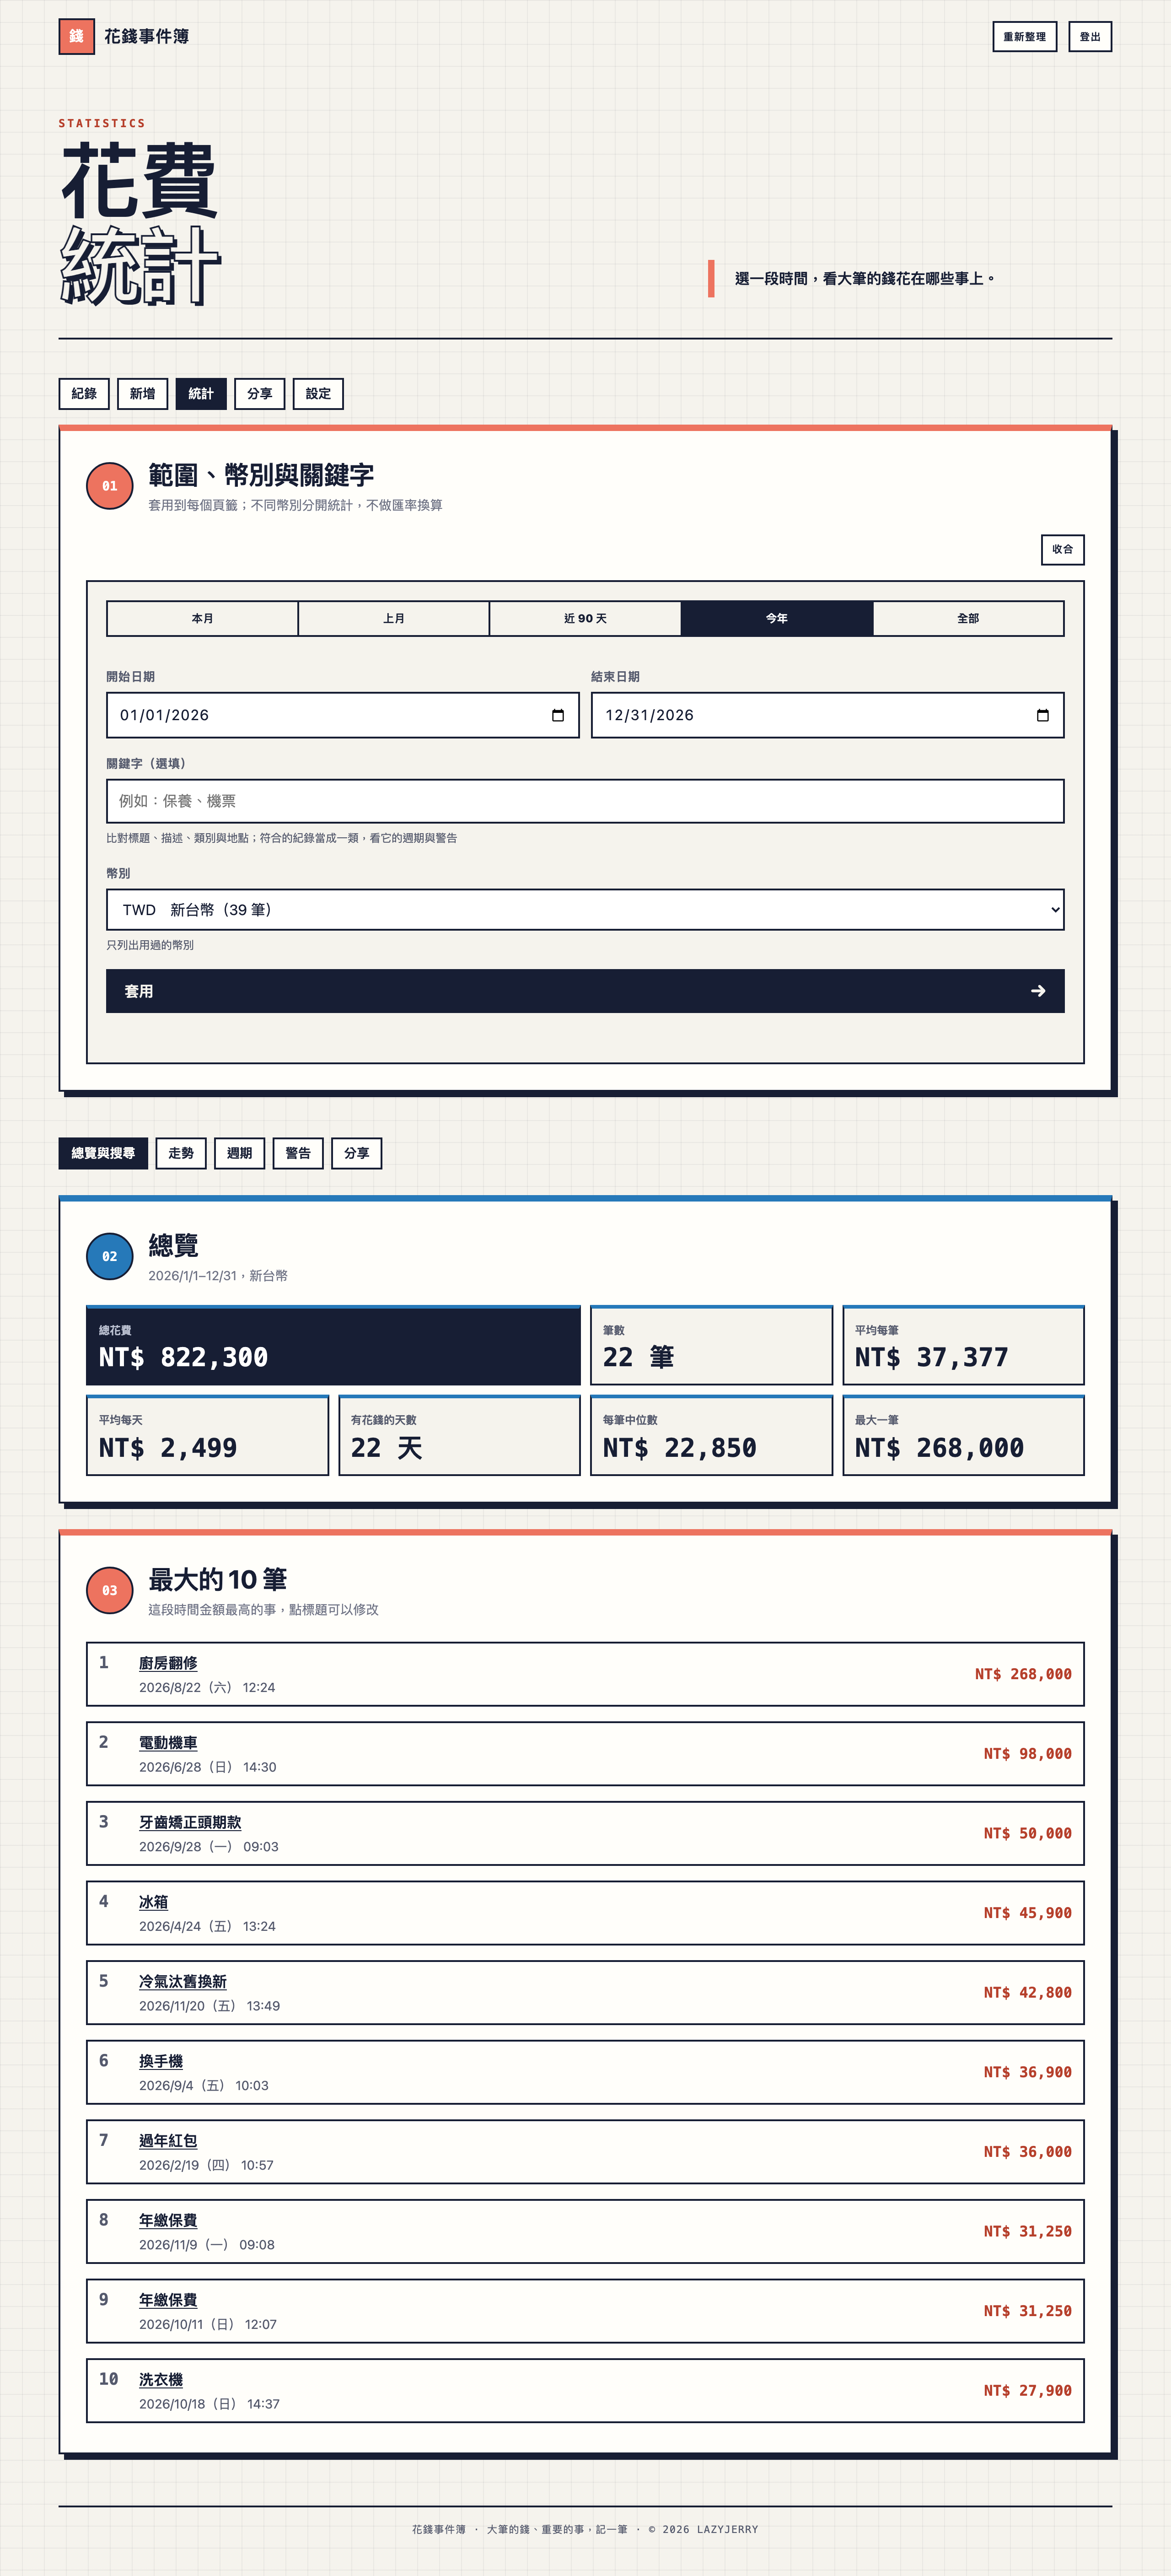 錢 花錢事件簿 重新整理 登出
STATISTICS
花費
統計
選一段時間，看大筆的錢花在哪些事上。
紀錄 新增 統計 分享 設定
01 範圍、幣別與關鍵字
套用到每個頁籤；不同幣別分開統計，不做匯率換算
收合
本月 上月 近 90 天 今年 全部
開始日期 結束日期
01/01/2026 12/31/2026
關鍵字（選填）
例如：保養、機票
比對標題、描述、類別與地點；符合的紀錄當成一類，看它的週期與警告
幣別
TWD 新台幣（39 筆）
只列出用過的幣別
套用 →
總覽與搜尋 走勢 週期 警告 分享
02 總覽
2026/1/1–12/31，新台幣
總花費 筆數 平均每筆
NT$ 822,300 22 筆 NT$ 37,377
平均每天 有花錢的天數 每筆中位數 最大一筆
NT$ 2,499 22 天 NT$ 22,850 NT$ 268,000
03 最大的 10 筆
這段時間金額最高的事，點標題可以修改
1 廚房翻修
2026/8/22（六） 12:24
NT$ 268,000
2 電動機車
2026/6/28（日） 14:30
NT$ 98,000
3 牙齒矯正頭期款
2026/9/28（一） 09:03
NT$ 50,000
4 冰箱
2026/4/24（五） 13:24
NT$ 45,900
5 冷氣汰舊換新
2026/11/20（五） 13:49
NT$ 42,800
6 換手機
2026/9/4（五） 10:03
NT$ 36,900
7 過年紅包
2026/2/19（四） 10:57
NT$ 36,000
8 年繳保費
2026/11/9（一） 09:08
NT$ 31,250
9 年繳保費
2026/10/11（日） 12:07
NT$ 31,250
10 洗衣機
2026/10/18（日） 14:37
NT$ 27,900
花錢事件簿 · 大筆的錢、重要的事，記一筆 · © 2026 LAZYJERRY